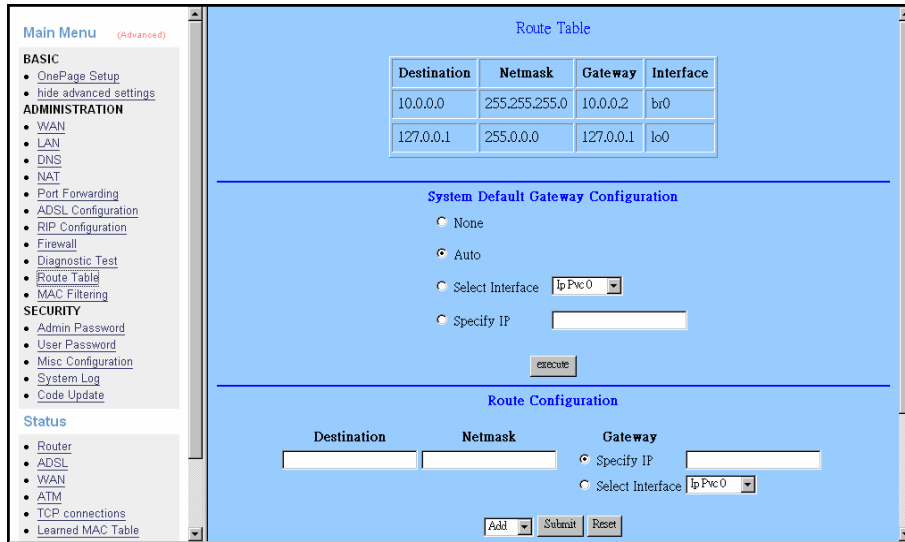 Main Menu (Advanced)
BASIC
OnePage Setup
hide advanced settings
ADMINISTRATION
WAN
LAN
DNS
NAT
Port Forwarding
ADSL Configuration
RIP Configuration
Firewall
Diagnostic Test
Route Table
MAC Filtering
SECURITY
Admin Password
User Password
Misc Configuration
System Log
Code Update
Status
Router
ADSL
WAN
ATM
TCP connections
Learned MAC Table
Route Table
Destination Netmask Gateway Interface
10.0.0.0 255.255.255.0 10.0.0.2 br0
127.0.0.1 255.0.0.0 127.0.0.1 lo0
System Default Gateway Configuration
None
Auto
Select Interface Ip Pvc 0
Specify IP
execute
Route Configuration
Destination Netmask Gateway
Specify IP
Select Interface Ip Pvc 0
Add Submit Reset